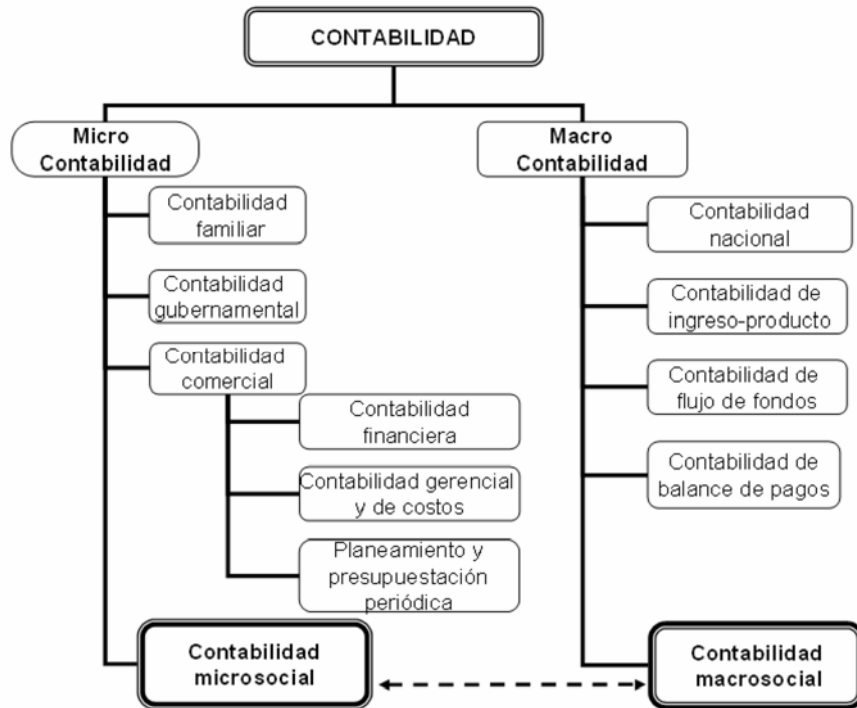 CONTABILIDAD
Micro
Contabilidad
Contabilidad
familiar
Contabilidad
gubernamental
Contabilidad
comercial
Contabilidad
financiera
Contabilidad gerencial
y de costos
Planeamiento y
presupuestación
periódica
Contabilidad
microsocial
Macro
Contabilidad
Contabilidad
nacional
Contabilidad de
ingreso-producto
Contabilidad de
flujo de fondos
Contabilidad de
balance de pagos
Contabilidad
macrosocial